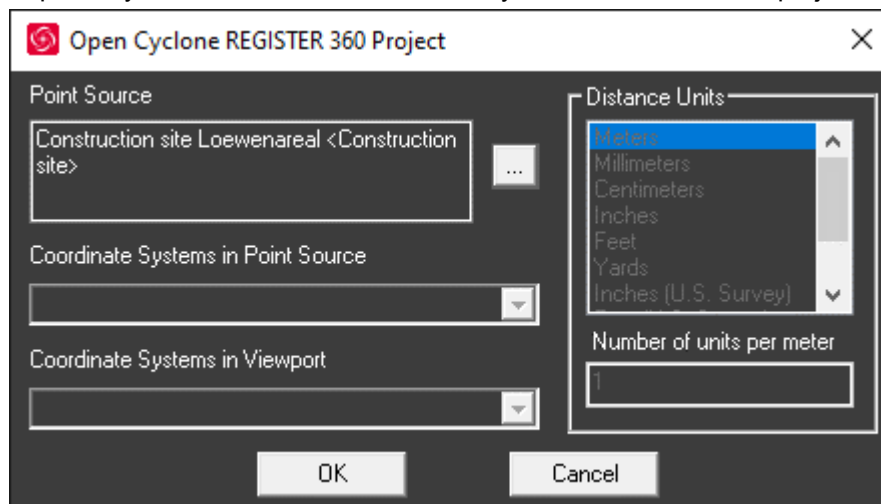 Open Cyclone REGISTER 360 Project
Point Source
Construction site Loewenareal <Construction
site>
...
Coordinate Systems in Point Source
Coordinate Systems in Viewport
Distance Units
Meters
Millimeters
Centimeters
Inches
Feet
Yards
Inches (U.S. Survey)
Number of units per meter
1
OK
Cancel